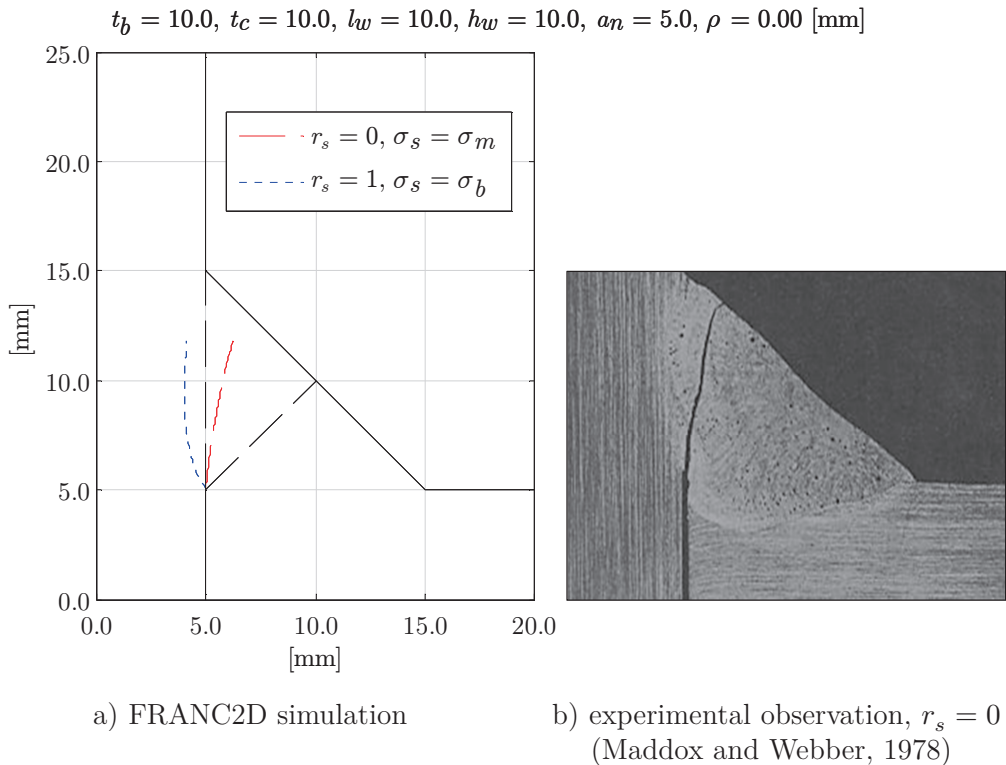 t_b = 10.0, t_c = 10.0, l_w = 10.0, h_w = 10.0, a_n = 5.0, ρ = 0.00 [mm]
25.0
r_s = 0, σ_s = σ_m
20.0
r_s = 1, σ_s = σ_b
15.0
[mm]
10.0
5.0
0.0
0.0 5.0 10.0 15.0 20.0
[mm]
a) FRANC2D simulation
b) experimental observation, r_s = 0
(Maddox and Webber, 1978)